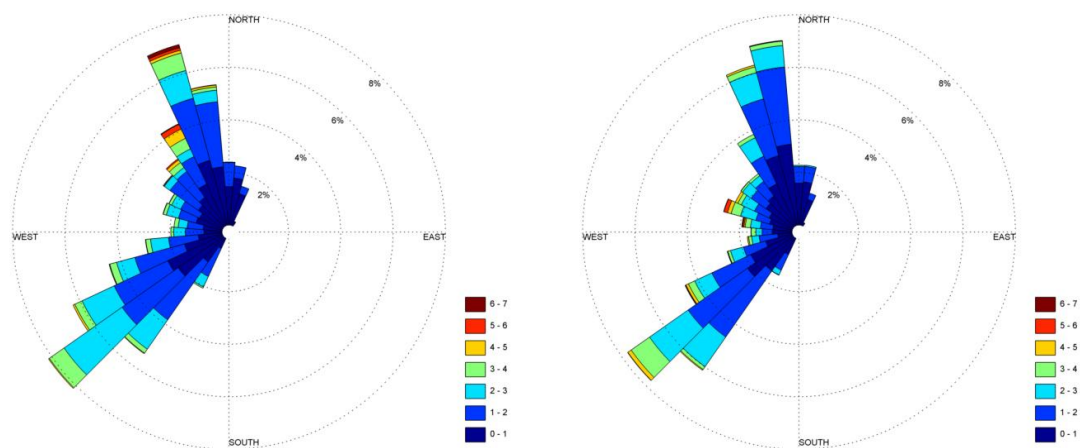 NORTH
8%
6%
4%
2%
WEST
EAST
6 - 7
5 - 6
4 - 5
3 - 4
2 - 3
1 - 2
0 - 1
SOUTH
NORTH
8%
6%
4%
2%
WEST
EAST
6 - 7
5 - 6
4 - 5
3 - 4
2 - 3
1 - 2
0 - 1
SOUTH